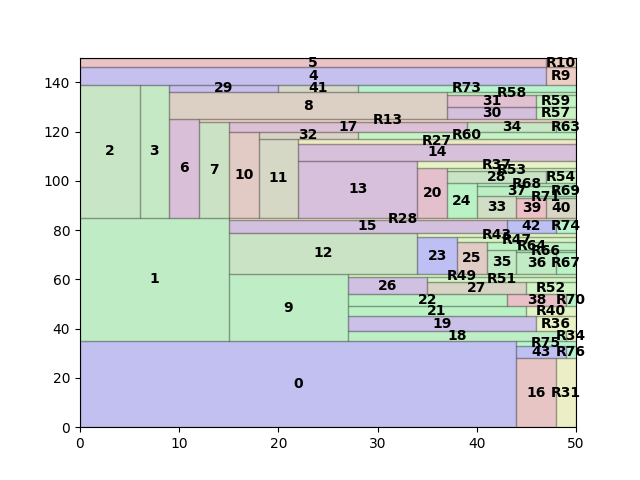 5 R10
4 R9
29 41 R73
R58
8 31 R59
30 R57
R13
17 34 R63
32 R60
R27
14
2 3 6 7 10 11 13 R37
R53
28 R54
R68
20 37 R69
R71
24 33 39 40
R28
15 42 R74
R43
R47
R64
12 23 25 35 R66
36 R67
1 R49 R51
26 27 R52
9 22 38 R70
21 R40
19 R36
18 R34
R75
43 R76
0 16 R31
140
120
100
80
60
40
20
0
0 10 20 30 40 50